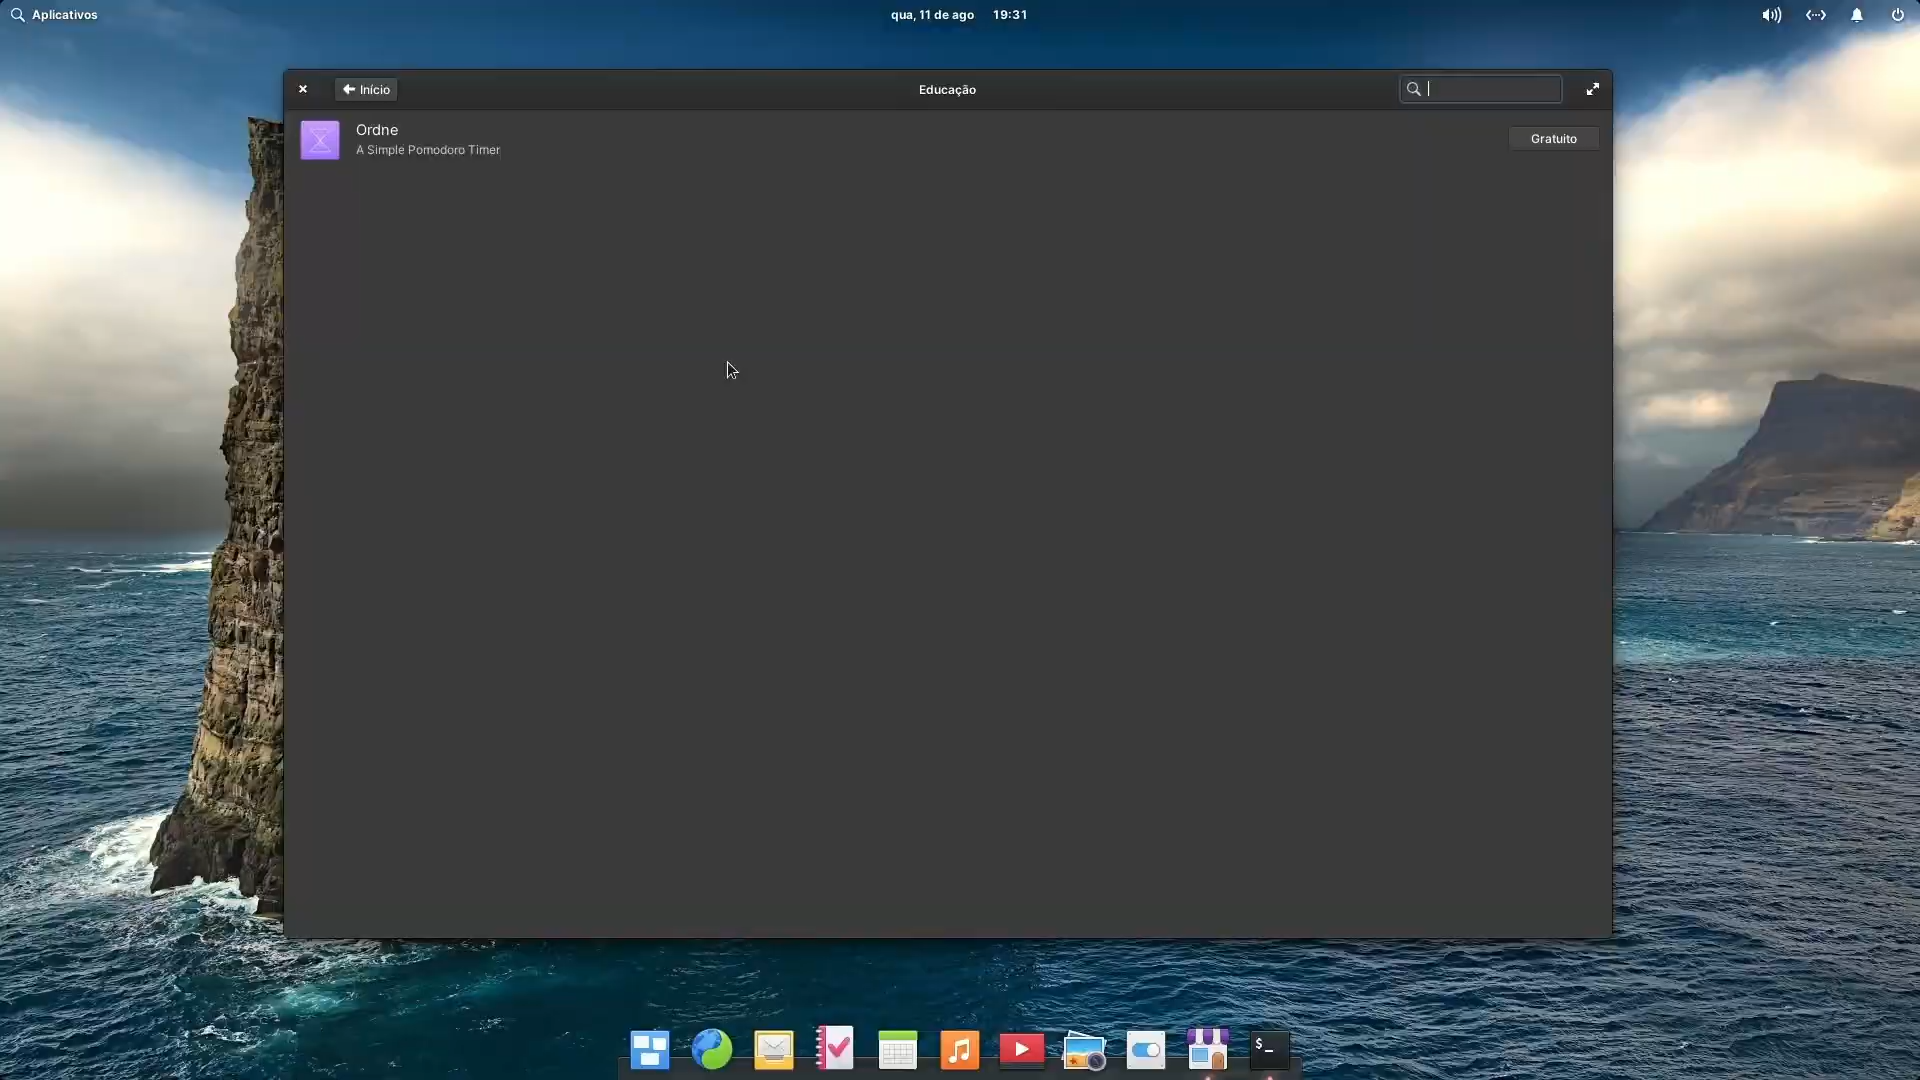 Aplicativos
qua, 11 de ago 19:31
Início
Educação
Ordne
A Simple Pomodoro Timer
Gratuito
$_